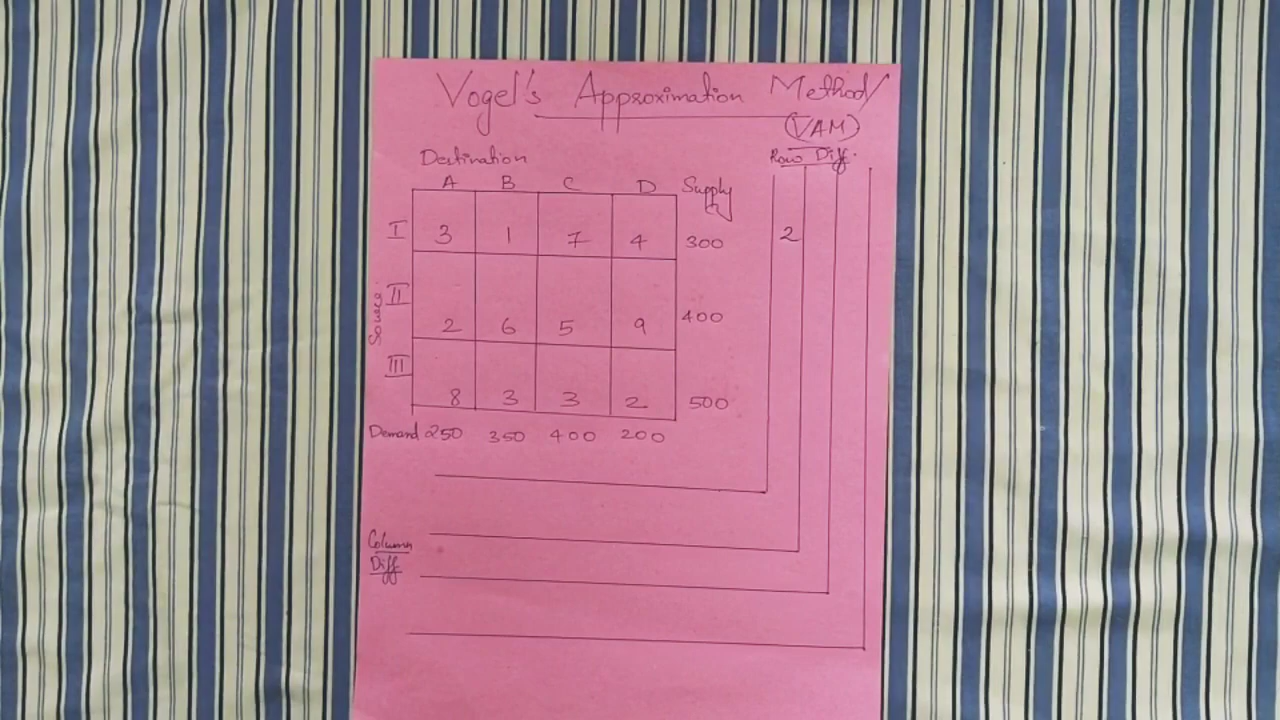 Vogel's Approximation Method
(VAM)
Destination
Row Diff.
A B C D Supply
I 3 1 7 4 300 2
Source
II 2 6 5 9 400
III 8 3 3 2 500
Demand 250 350 400 200
Column
Diff